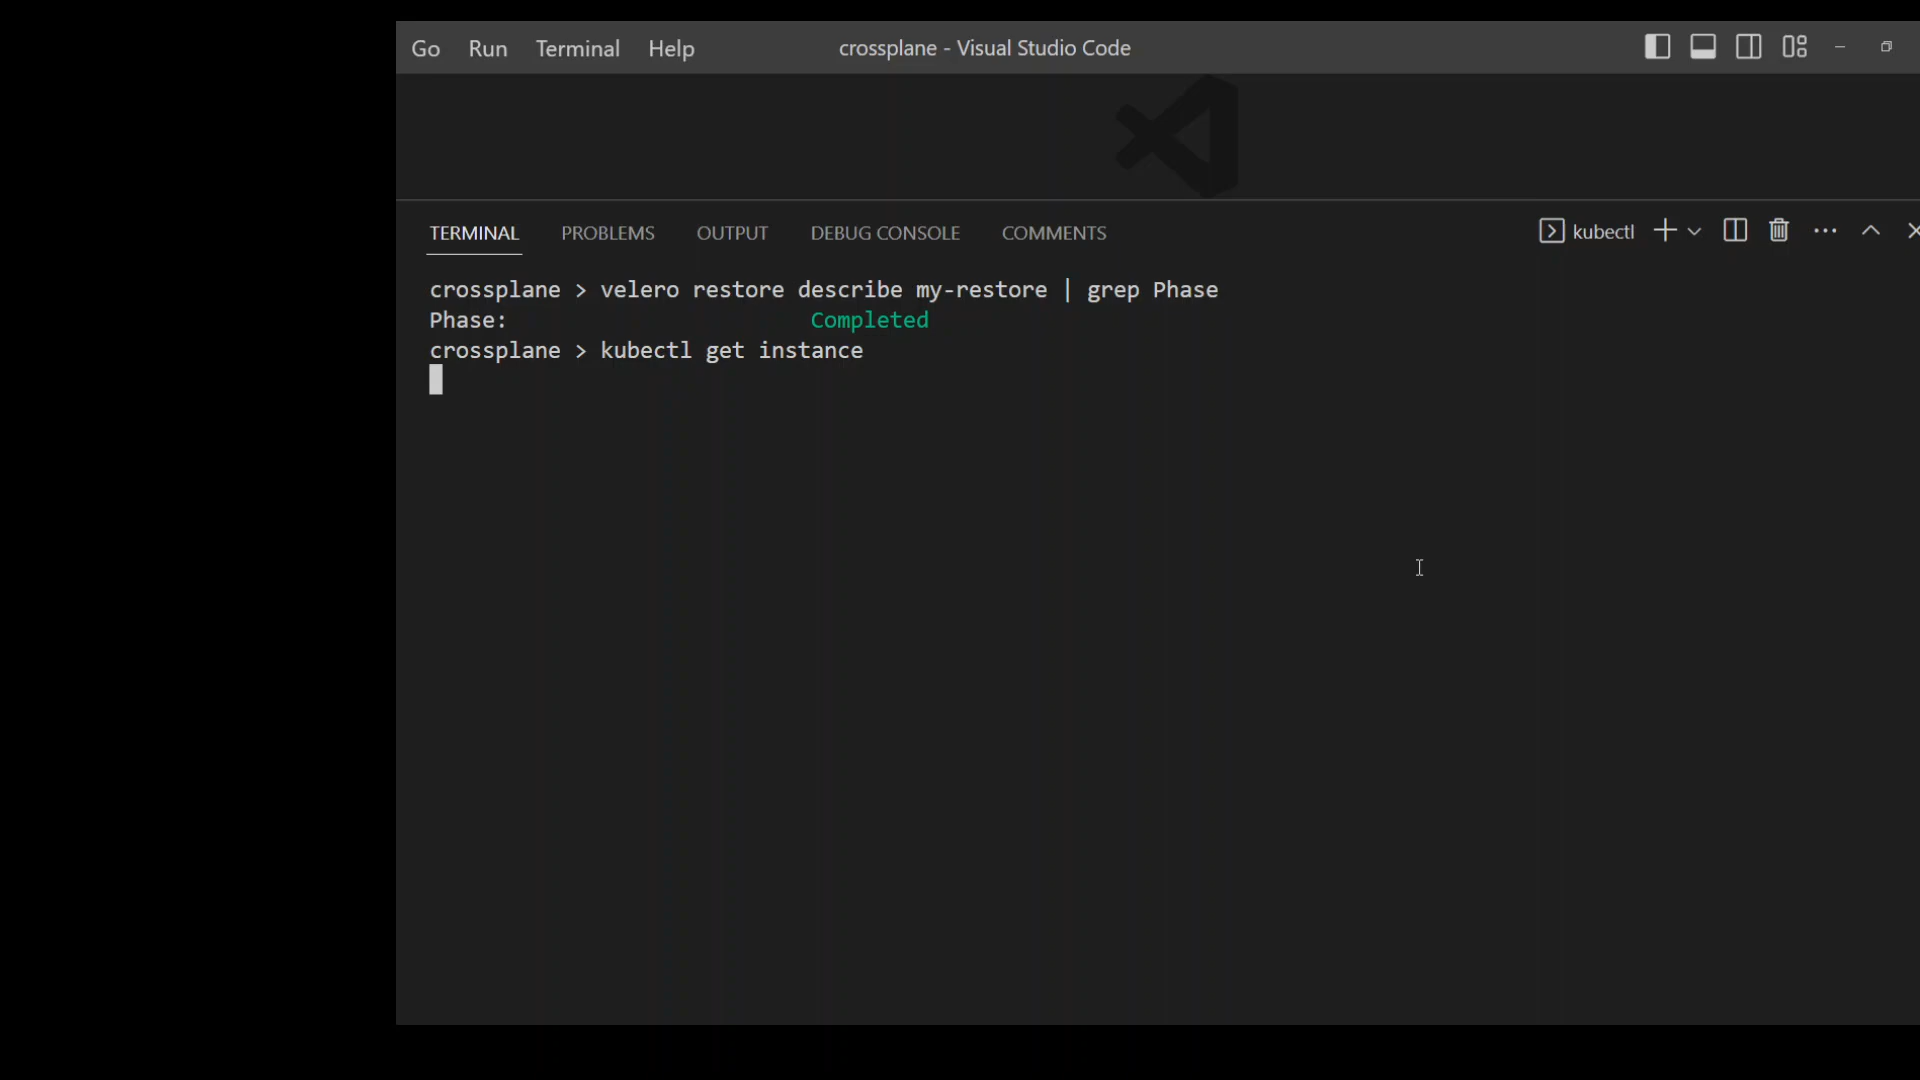 Go Run Terminal Help crossplane - Visual Studio Code
TERMINAL PROBLEMS OUTPUT DEBUG CONSOLE COMMENTS kubectl
crossplane > velero restore describe my-restore | grep Phase
Phase: Completed
crossplane > kubectl get instance